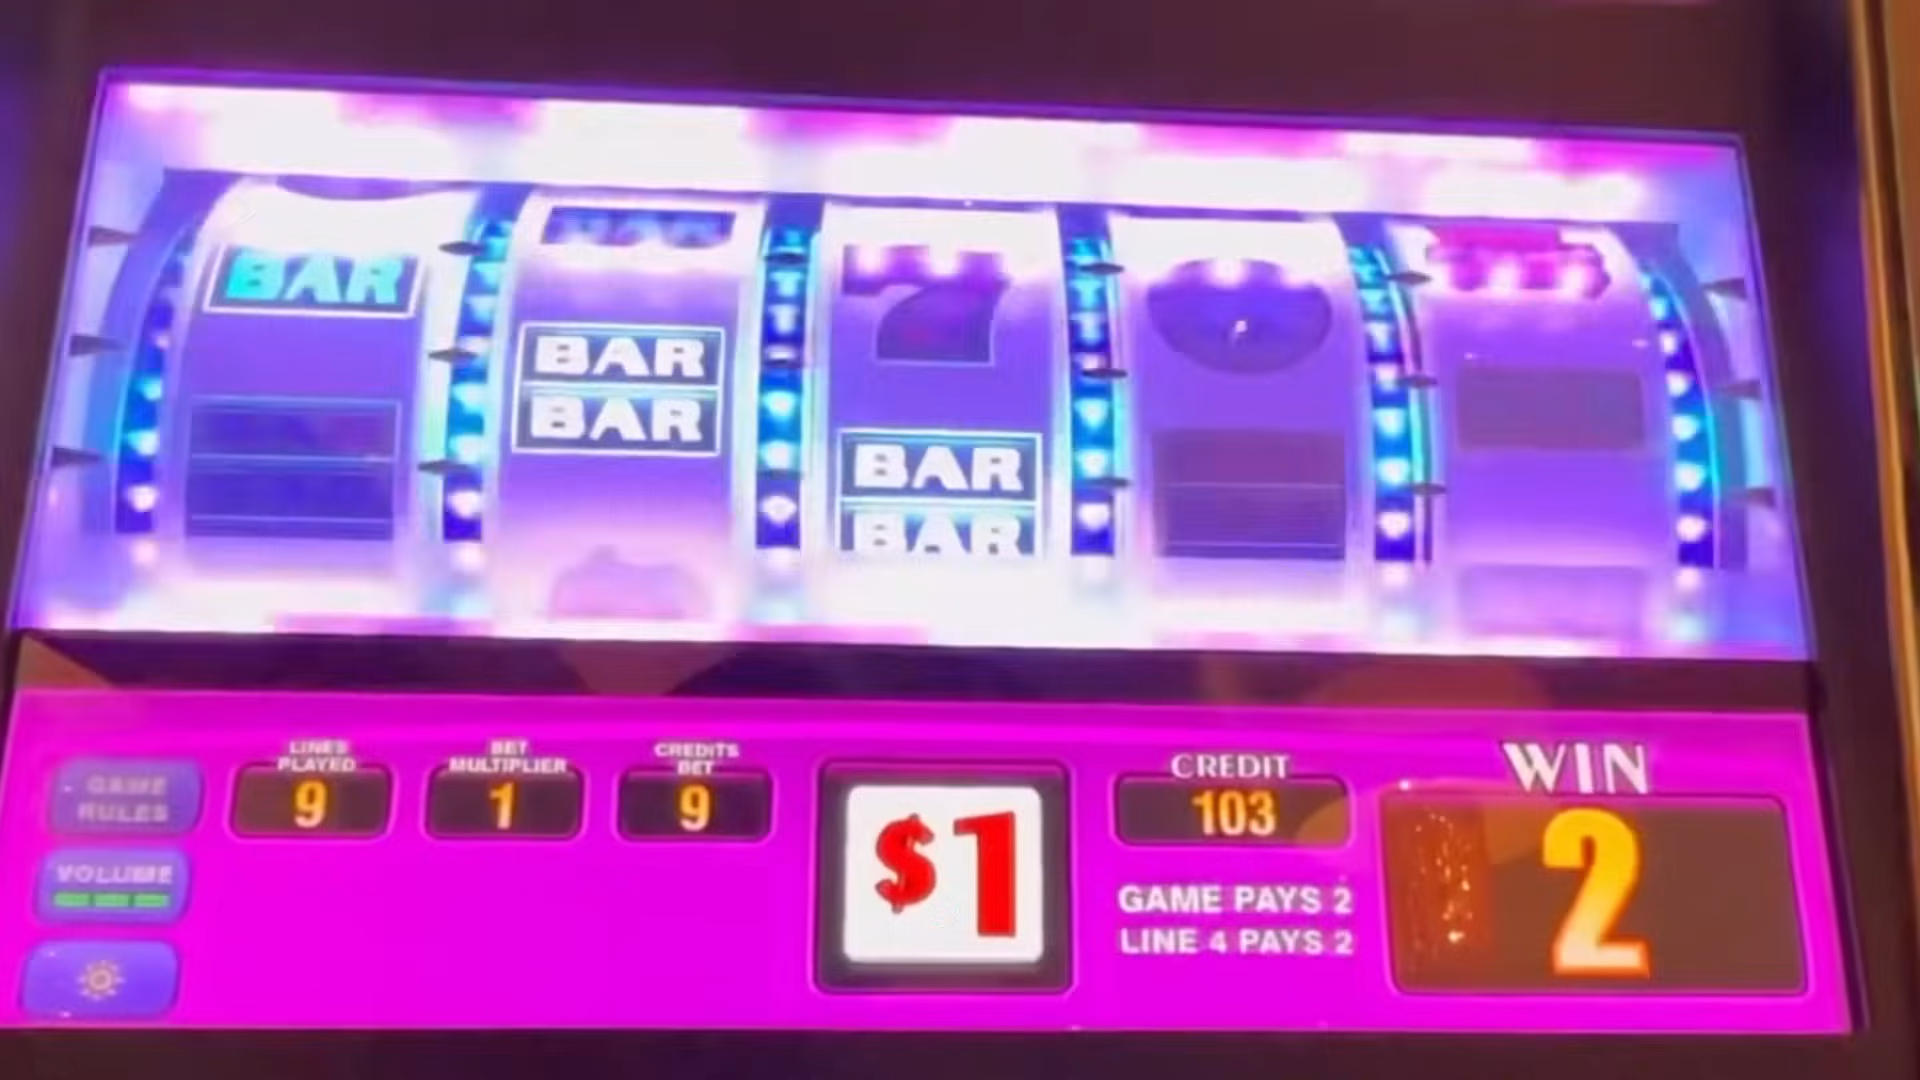 BAR
BAR
BAR
7
BAR
BAR
LINES PLAYED
9
BET MULTIPLIER
1
CREDITS BET
9
$1
CREDIT
103
WIN
2
GAME PAYS 2
LINE 4 PAYS 2
GAME
RULES
VOLUME